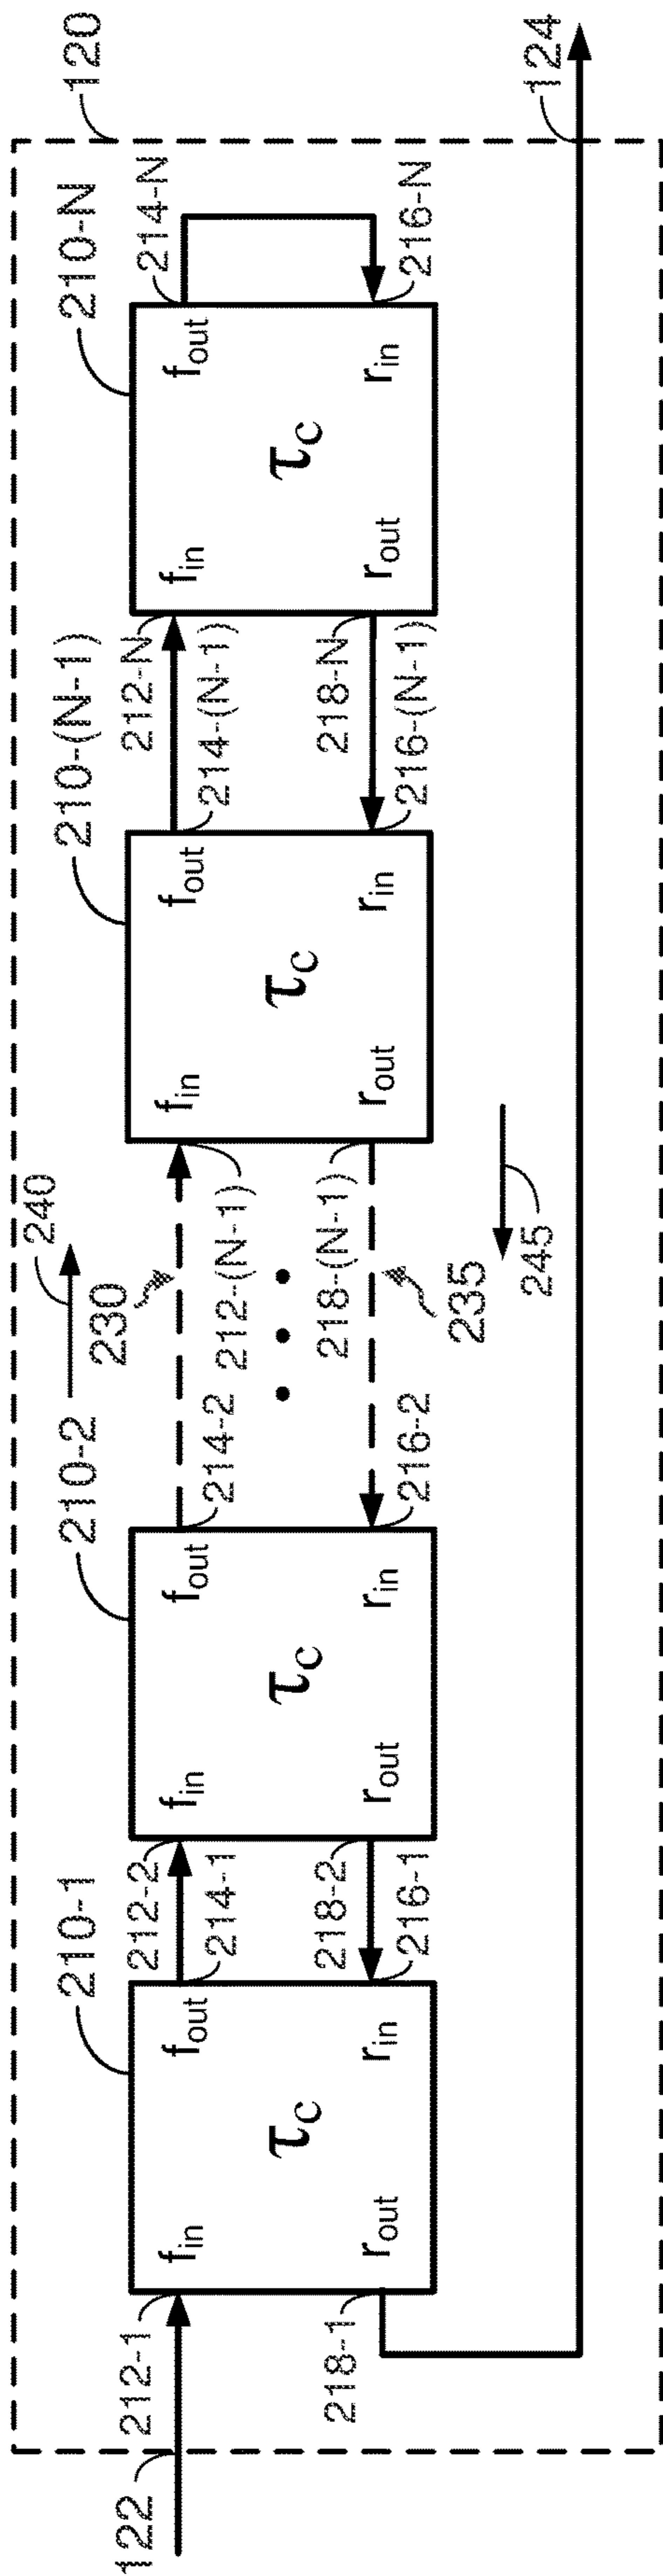 120
124
210-N
214-N
216-N
f_out
r_in
τ_c
f_in
r_out
210-(N-1)
212-N
214-(N-1)
218-N
216-(N-1)
f_out
r_in
τ_c
f_in
r_out
240
230
212-(N-1)
218-(N-1)
235
245
210-2
214-2
216-2
f_out
r_in
τ_c
f_in
r_out
210-1
212-2
214-1
218-2
216-1
f_out
r_in
τ_c
f_in
r_out
212-1
218-1
122